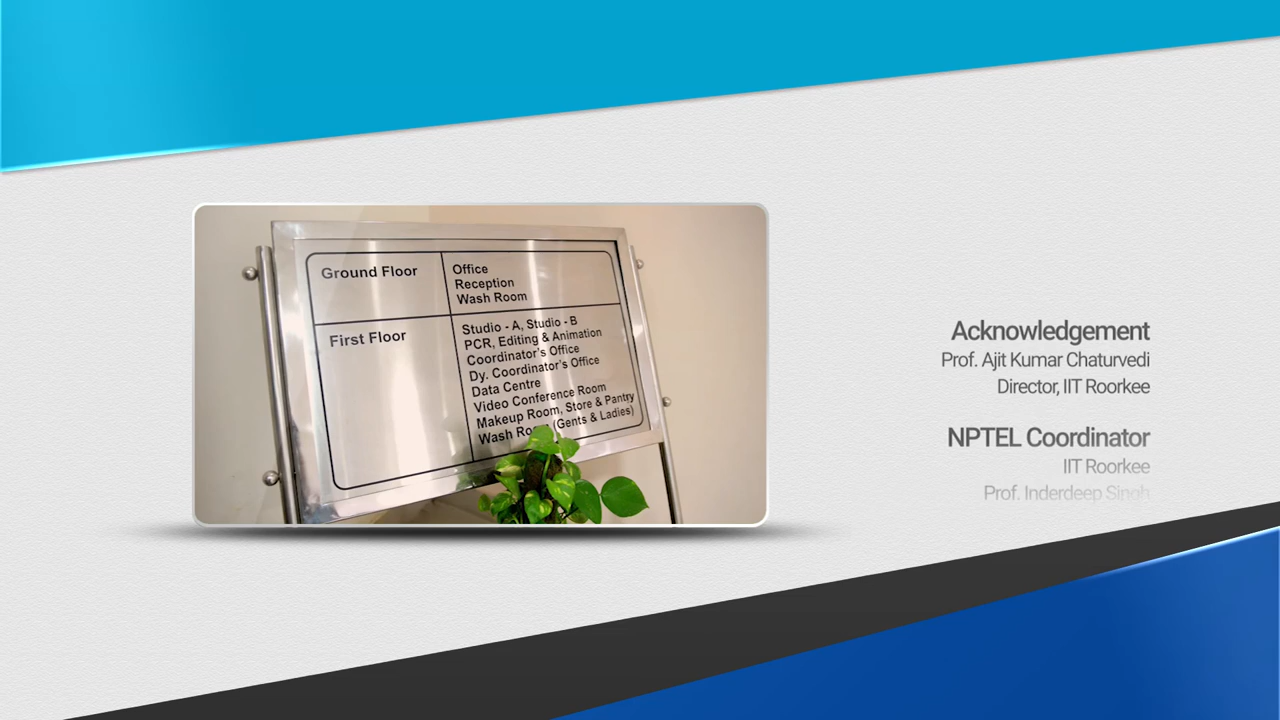 Ground Floor
Office
Reception
Wash Room
First Floor
Studio - A, Studio - B
PCR, Editing & Animation
Coordinator's Office
Dy. Coordinator's Office
Data Centre
Video Conference Room
Makeup Room, Store & Pantry
Wash Room (Gents & Ladies)
Acknowledgement
Prof. Ajit Kumar Chaturvedi
Director, IIT Roorkee
NPTEL Coordinator
IIT Roorkee
Prof. Inderdeep Singh